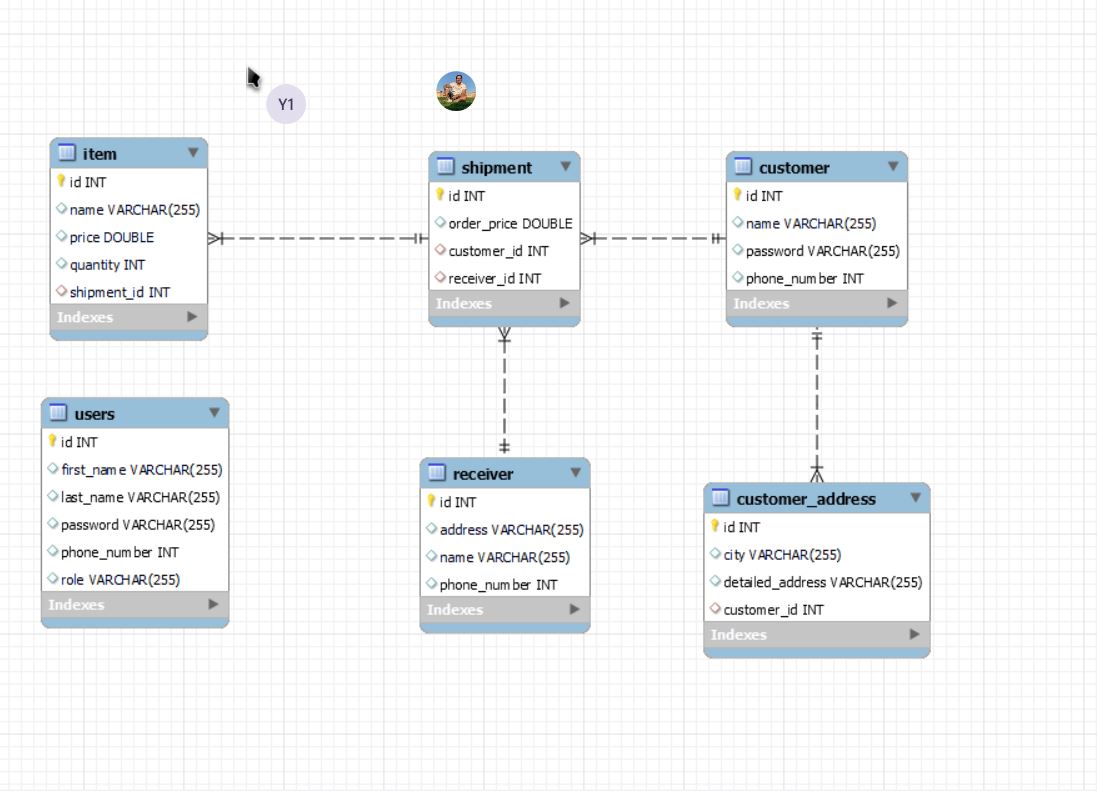 Y1
item
id INT
name VARCHAR(255)
price DOUBLE
quantity INT
shipment_id INT
Indexes
shipment
id INT
order_price DOUBLE
customer_id INT
receiver_id INT
Indexes
customer
id INT
name VARCHAR(255)
password VARCHAR(255)
phone_number INT
Indexes
users
id INT
first_name VARCHAR(255)
last_name VARCHAR(255)
password VARCHAR(255)
phone_number INT
role VARCHAR(255)
Indexes
receiver
id INT
address VARCHAR(255)
name VARCHAR(255)
phone_number INT
Indexes
customer_address
id INT
city VARCHAR(255)
detailed_address VARCHAR(255)
customer_id INT
Indexes